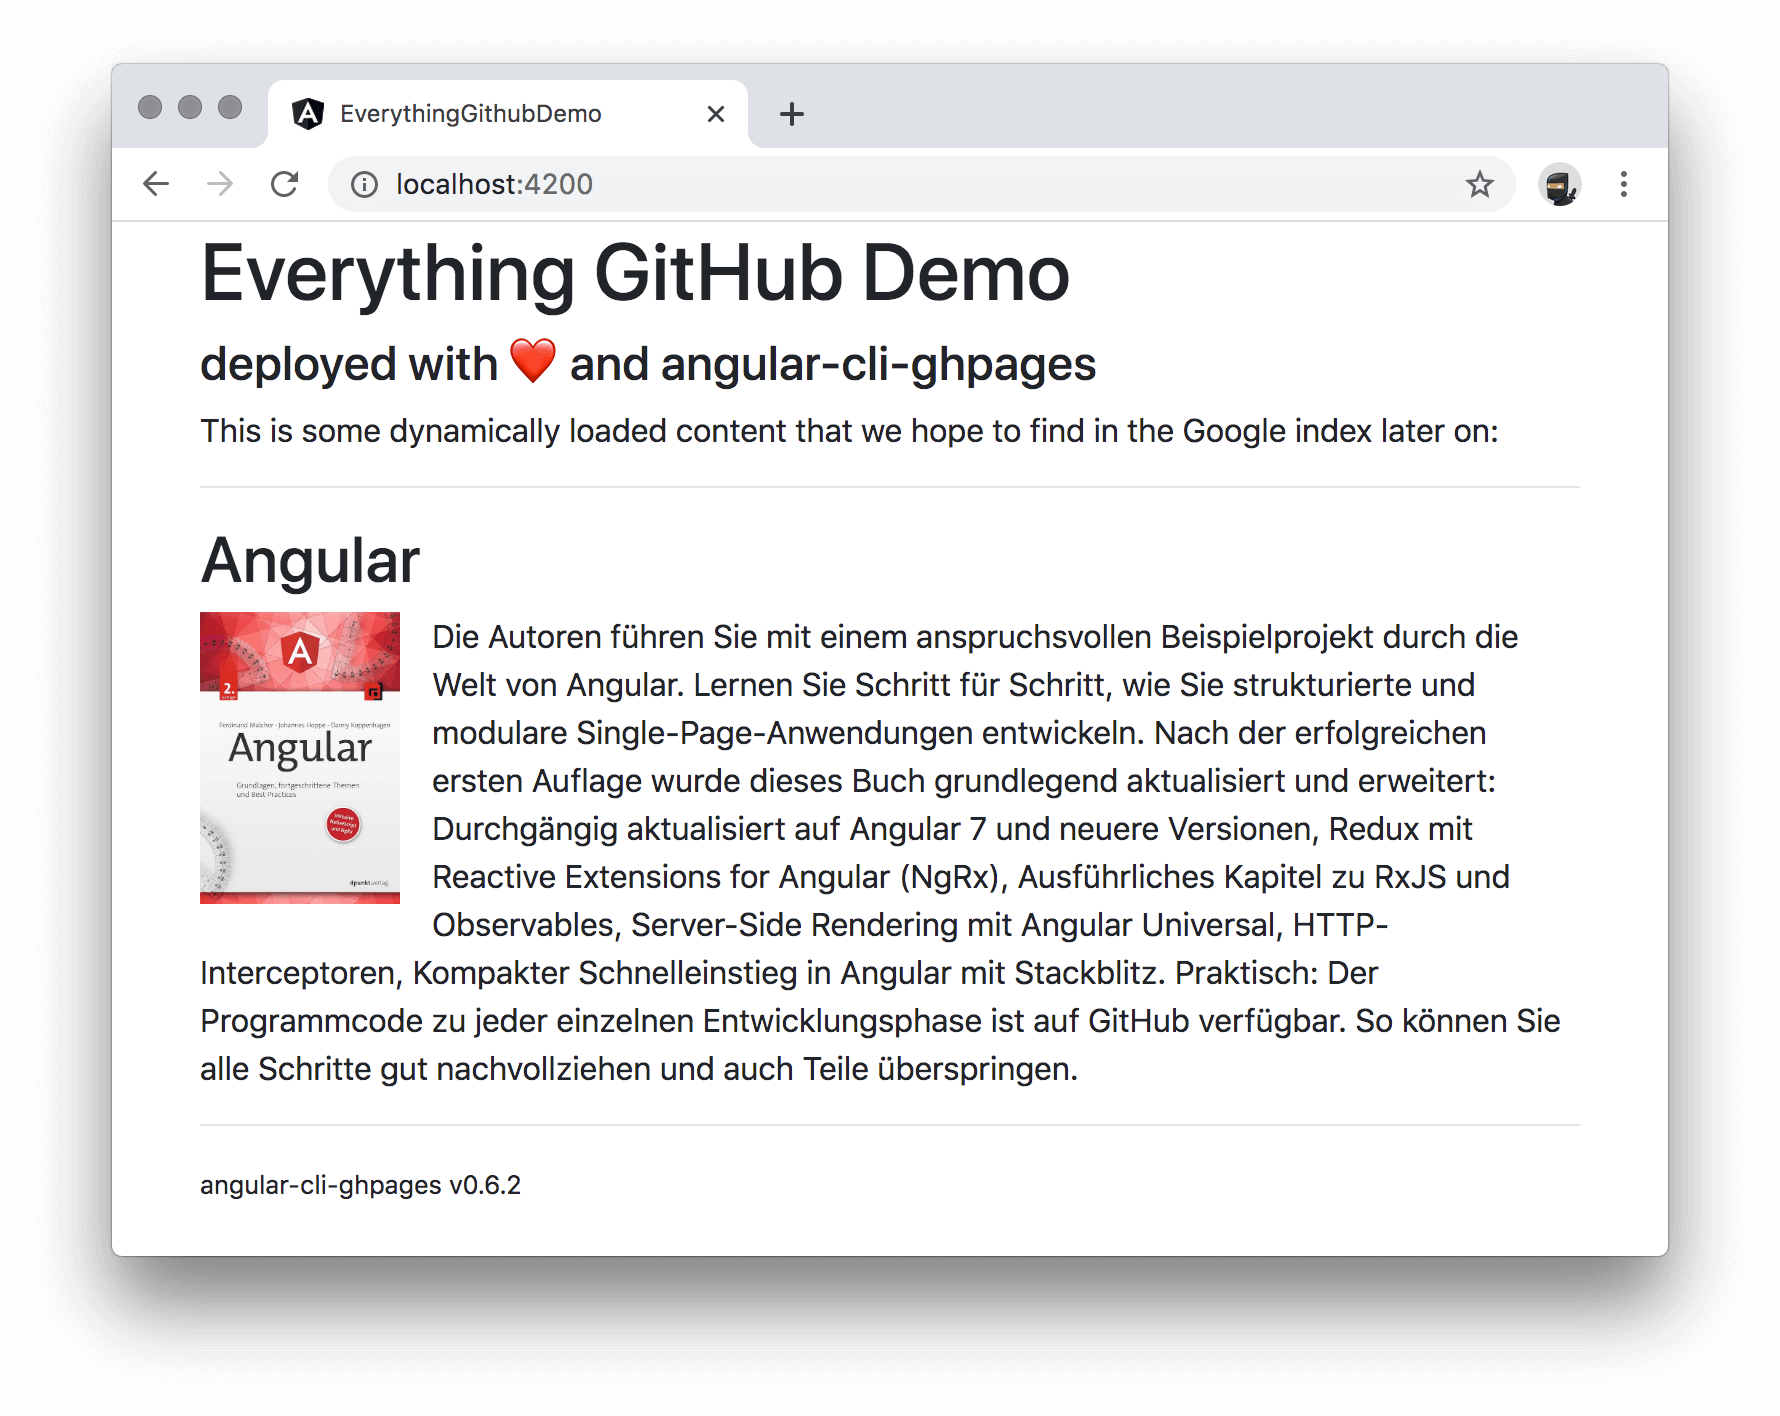 EverythingGithubDemo
localhost:4200
Everything GitHub Demo
deployed with ❤️ and angular-cli-ghpages
This is some dynamically loaded content that we hope to find in the Google index later on:
Angular
2.
Ferdinand Malcher · Johannes Hoppe · Danny Koppenhagen
Angular
Grundlagen, fortgeschrittene Themen
und Best Practices
inklusive
NativeScript
und NgRx
dpunkt.verlag
Die Autoren führen Sie mit einem anspruchsvollen Beispielprojekt durch die
Welt von Angular. Lernen Sie Schritt für Schritt, wie Sie strukturierte und
modulare Single-Page-Anwendungen entwickeln. Nach der erfolgreichen
ersten Auflage wurde dieses Buch grundlegend aktualisiert und erweitert:
Durchgängig aktualisiert auf Angular 7 und neuere Versionen, Redux mit
Reactive Extensions for Angular (NgRx), Ausführliches Kapitel zu RxJS und
Observables, Server-Side Rendering mit Angular Universal, HTTP-
Interceptoren, Kompakter Schnelleinstieg in Angular mit Stackblitz. Praktisch: Der
Programmcode zu jeder einzelnen Entwicklungsphase ist auf GitHub verfügbar. So können Sie
alle Schritte gut nachvollziehen und auch Teile überspringen.
angular-cli-ghpages v0.6.2